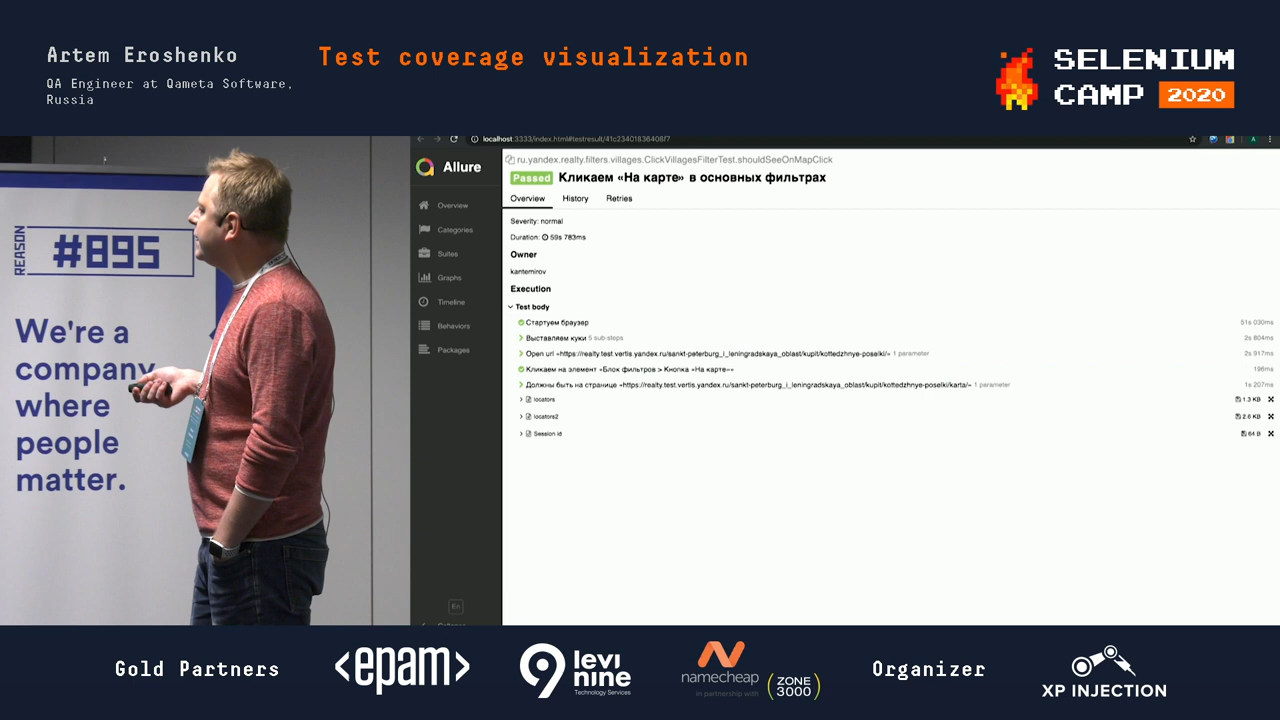 Artem Eroshenko
QA Engineer at Qameta Software,
Russia
Test coverage visualization
SELENIUM
CAMP 2020
REASON
#895
We're a
company
where
people
matter.
localhost:3333/index.html#testresult/41c23401836408f7
Allure
Overview
Categories
Suites
Graphs
Timeline
Behaviors
Packages
En
ru.yandex.realty.filters.villages.ClickVillagesFilterTest.shouldSeeOnMapClick
Passed Кликаем «На карте» в основных фильтрах
Overview History Retries
Severity: normal
Duration: 59s 783ms
Owner
kantemirov
Execution
Test body
Стартуем браузер 51s 030ms
Выставляем куки 5 sub-steps 2s 804ms
Open url «https://realty.test.vertis.yandex.ru/sankt-peterburg_i_leningradskaya_oblast/kupit/kottedzhnye-poselki/» 1 parameter 2s 917ms
Кликаем на элемент «Блок фильтров > Кнопка «На карте»» 198ms
Должны быть на странице «https://realty.test.vertis.yandex.ru/sankt-peterburg_i_leningradskaya_oblast/kupit/kottedzhnye-poselki/karta/» 1 parameter 1s 207ms
locators 1.3 KB
locators2 2.6 KB
Session id 64 B
Gold Partners
<epam>
9 levi
nine
Technology Services
namecheap
in partnership with
ZONE
3000
Organizer
XP INJECTION